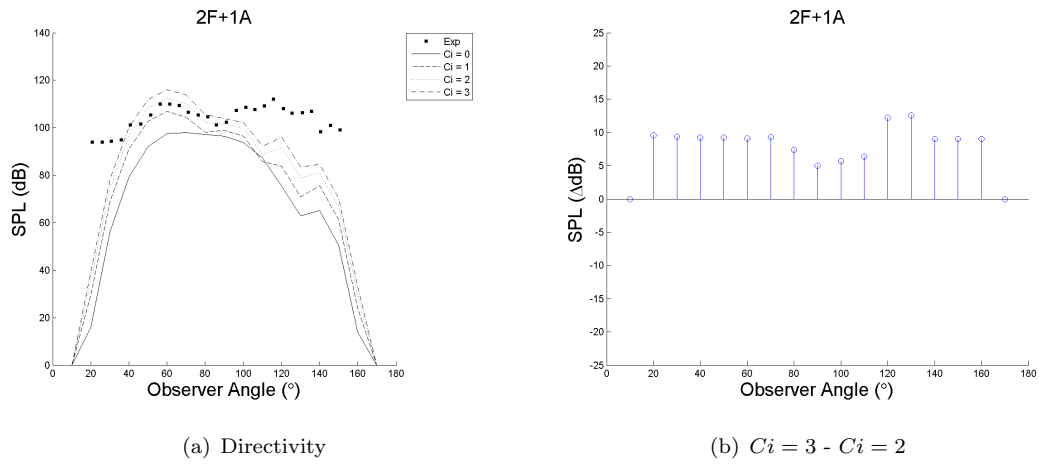 2F+1A
140
120
100
80
60
40
20
0
SPL (dB)
0 20 40 60 80 100 120 140 160 180
Observer Angle (°)
Exp
Ci = 0
Ci = 1
Ci = 2
Ci = 3
(a) Directivity
2F+1A
25
20
15
10
5
0
-5
-10
-15
-20
-25
SPL (ΔdB)
0 20 40 60 80 100 120 140 160 180
Observer Angle (°)
(b) Ci = 3 - Ci = 2